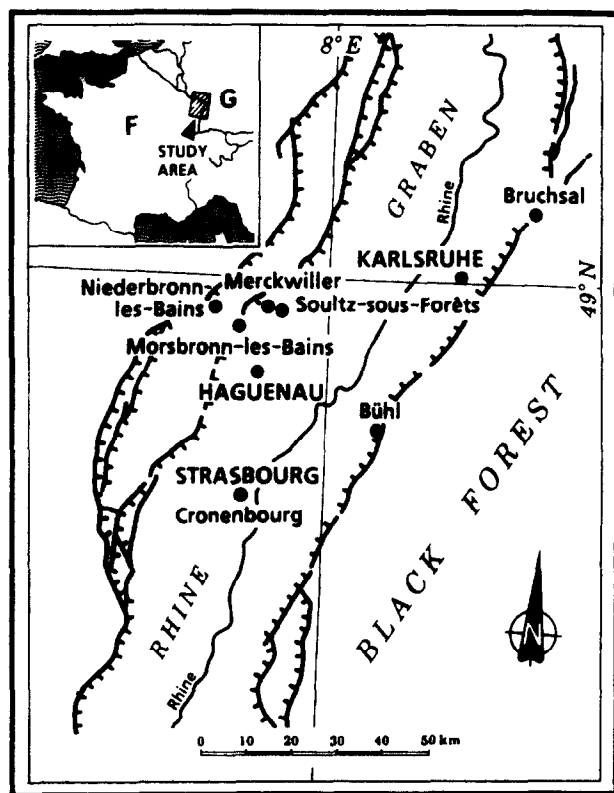 8° E
F
G
STUDY
AREA
GRABEN
Rhine
Bruchsal
KARLSRUHE
49° N
Niederbronn-
les-Bains
Merckwiller
Soultz-sous-Forêts
Morsbronn-les-Bains
HAGUENAU
Bühl
STRASBOURG
Cronenbourg
BLACK FOREST
RHINE
Rhine
N
0 10 20 30 40 50 km